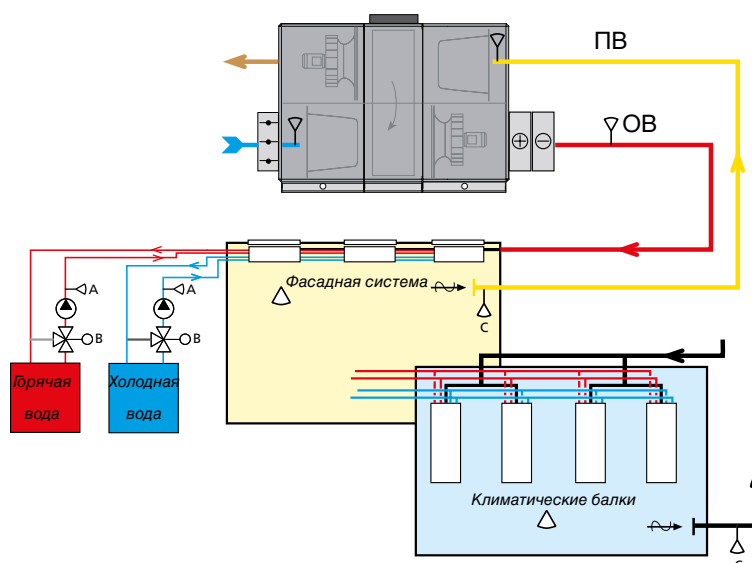 ПВ
ОВ
Фасадная система
A
A
B
B
C
Горячая
вода
Холодная
вода
Климатические балки